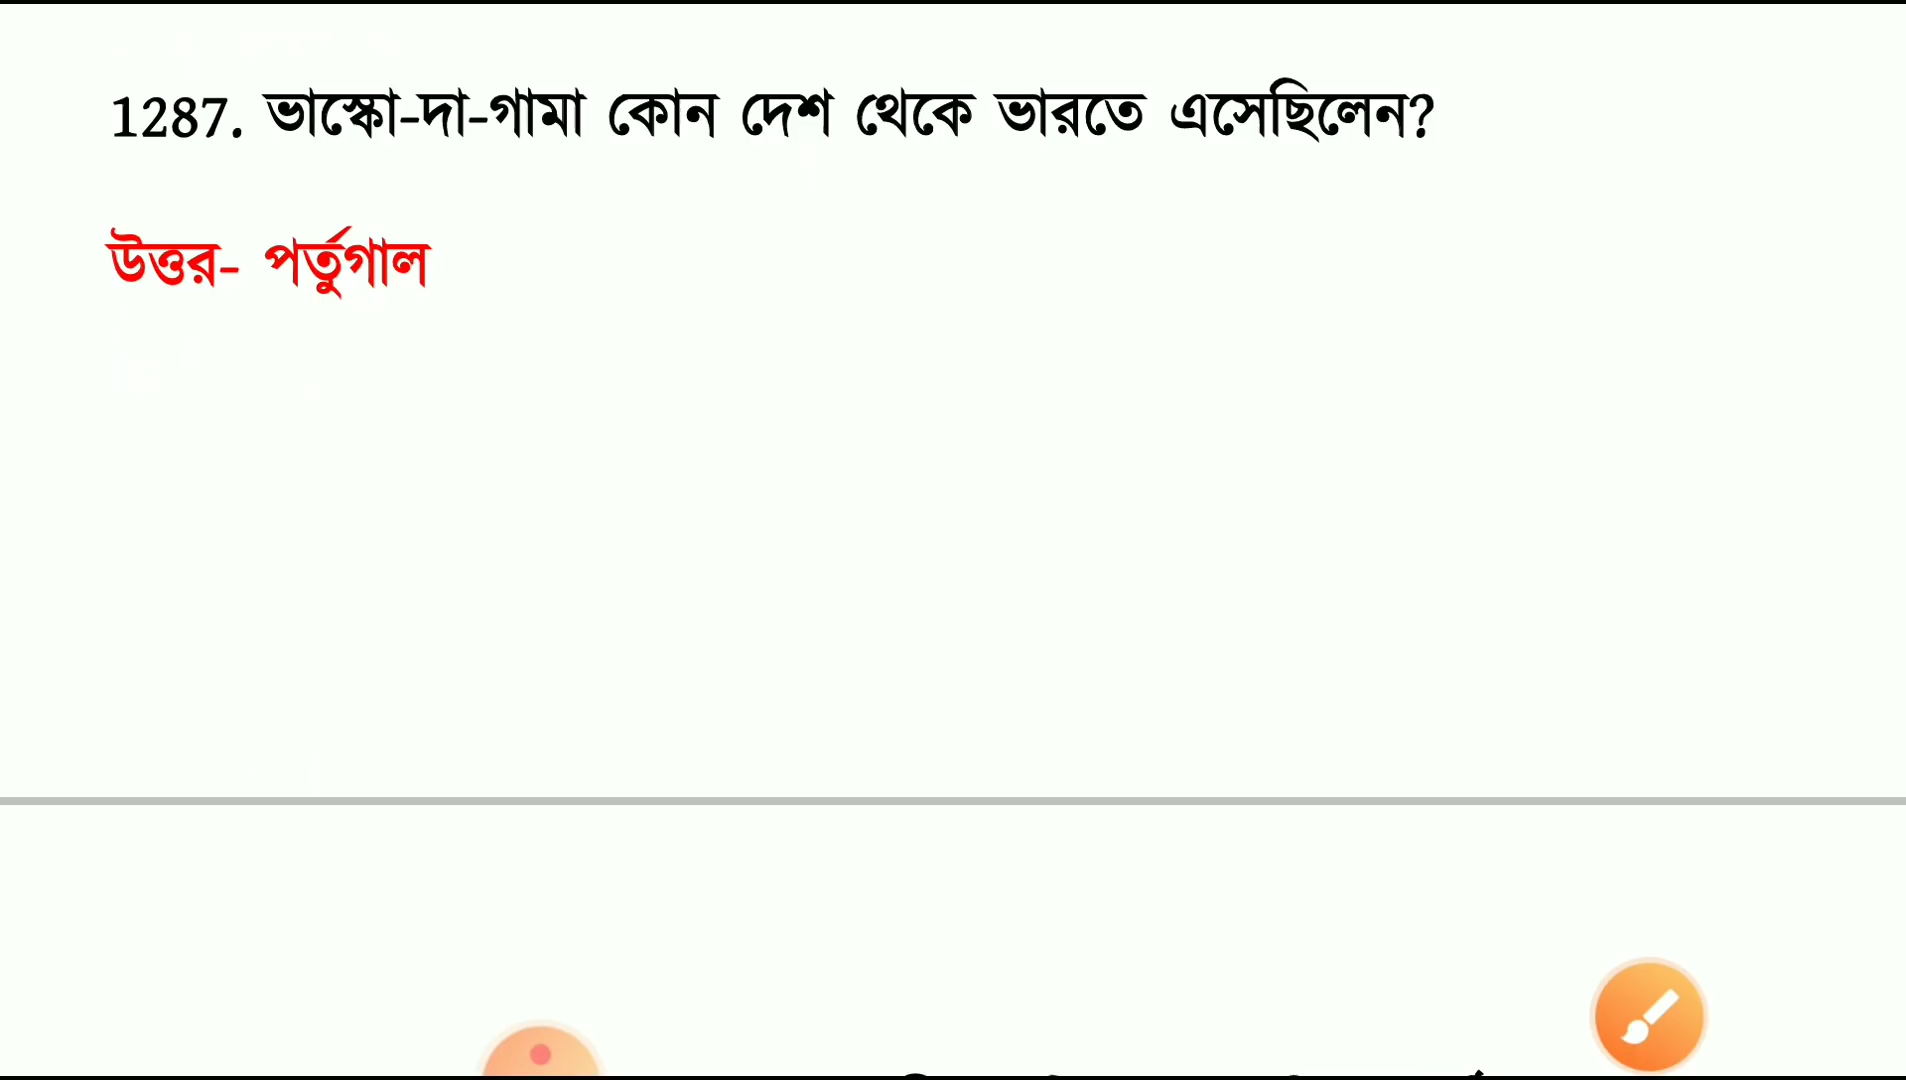 1287. ভাস্কো-দা-গামা কোন দেশ থেকে ভারতে এসেছিলেন?
উত্তর- পর্তুগাল